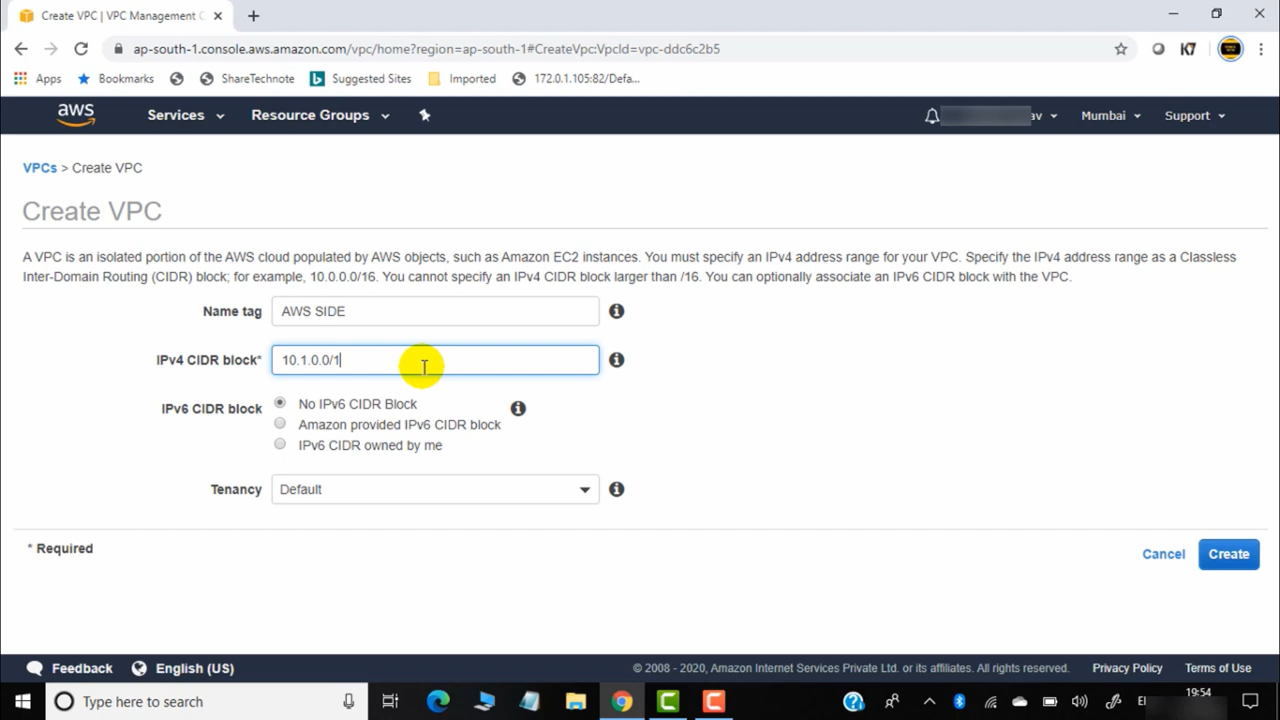 Create VPC | VPC Management C
ap-south-1.console.aws.amazon.com/vpc/home?region=ap-south-1#CreateVpc:VpcId=vpc-ddc6c2b5
K7
Apps Bookmarks ShareTechnote Suggested Sites Imported 172.0.1.105:82/Defa...
aws Services Resource Groups av Mumbai Support
VPCs > Create VPC
Create VPC
A VPC is an isolated portion of the AWS cloud populated by AWS objects, such as Amazon EC2 instances. You must specify an IPv4 address range for your VPC. Specify the IPv4 address range as a Classless
Inter-Domain Routing (CIDR) block; for example, 10.0.0.0/16. You cannot specify an IPv4 CIDR block larger than /16. You can optionally associate an IPv6 CIDR block with the VPC.
Name tag AWS SIDE
IPv4 CIDR block* 10.1.0.0/1
IPv6 CIDR block No IPv6 CIDR Block
Amazon provided IPv6 CIDR block
IPv6 CIDR owned by me
Tenancy Default
* Required
Cancel Create
Feedback English (US) © 2008 - 2020, Amazon Internet Services Private Ltd. or its affiliates. All rights reserved. Privacy Policy Terms of Use
Type here to search 19:54